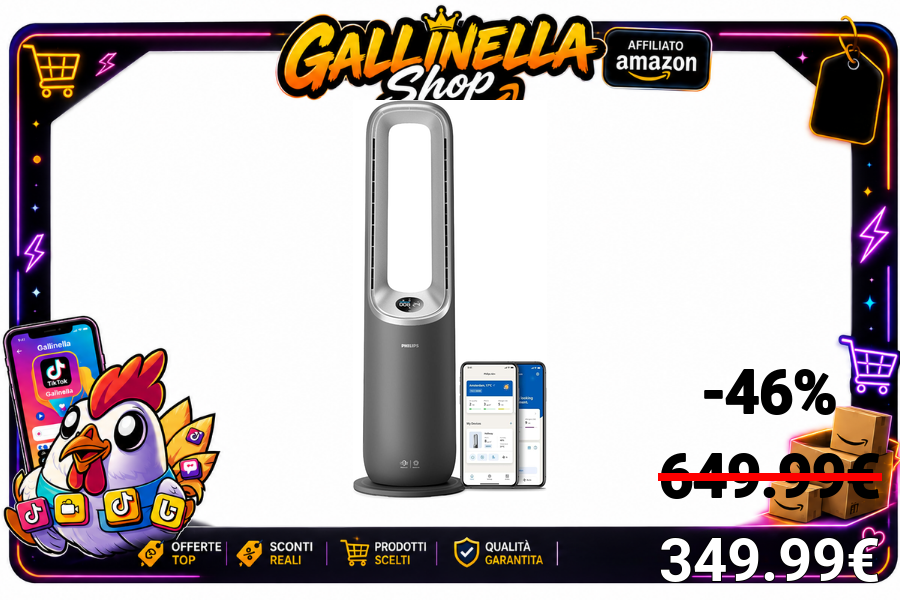 GALLINELLA
Shop
AFFILIATO
amazon
PHILIPS
Gallinella
TikTok
Gallinella
-46%
649.99€
349.99€
OFFERTE
TOP
SCONTI
REALI
PRODOTTI
SCELTI
QUALITÀ
GARANTITA